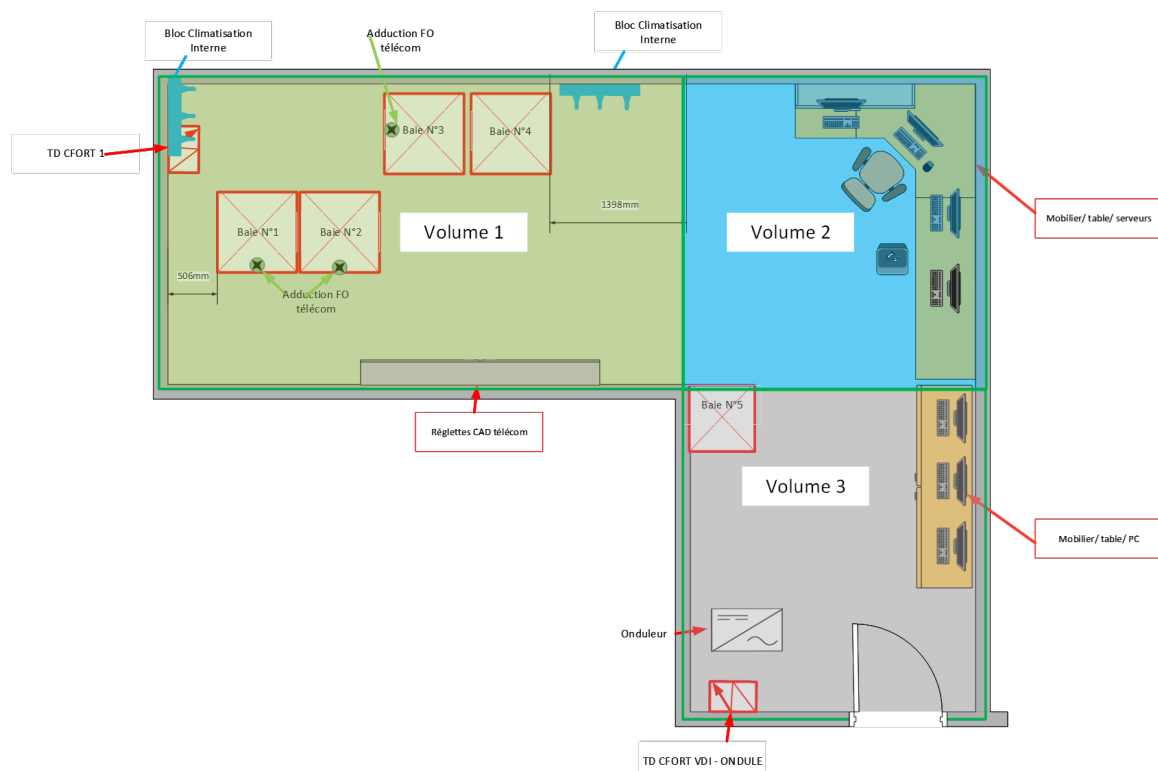 Bloc Climatisation
Interne
Adduction FO
télécom
Bloc Climatisation
Interne
TD CFORT 1
Baie N°3
Baie N°4
1398mm
Mobilier/ table/ serveurs
Baie N°1
Baie N°2
Volume 1
Volume 2
506mm
Adduction FO
télécom
Baie N°5
Réglettes CAD télécom
Volume 3
Mobilier/ table/ PC
Onduleur
TD CFORT VDI - ONDULE